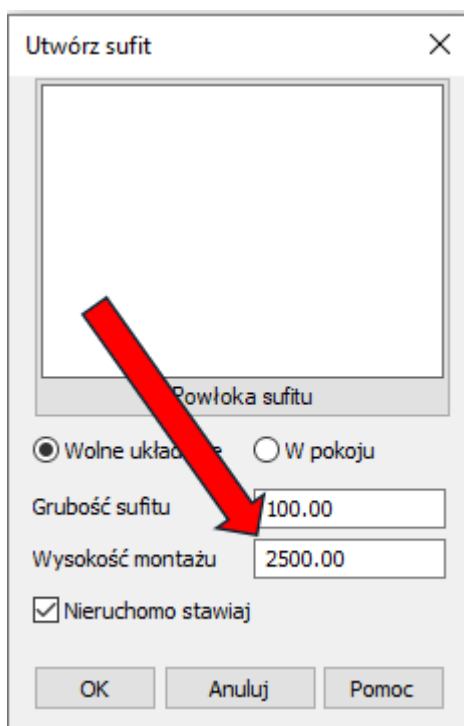 Utwórz sufit
Powłoka sufitu
Wolne W pokoju
Grubość sufitu 100.00
Wysokość montażu 2500.00
Nieruchomo stawiaj
OK Anuluj Pomoc